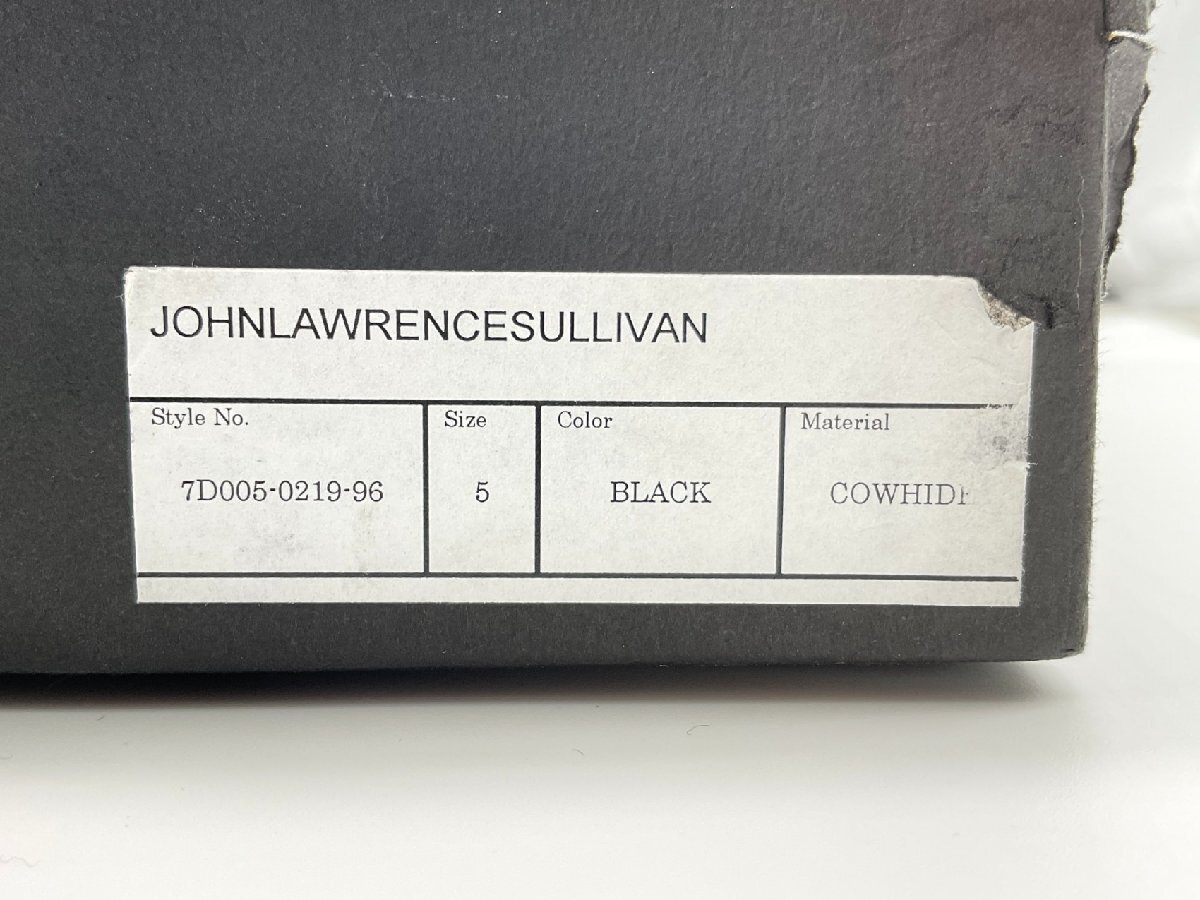 JOHNLAWRENCESULLIVAN
Style No. Size Color Material
7D005-0219-96 5 BLACK COWHIDE